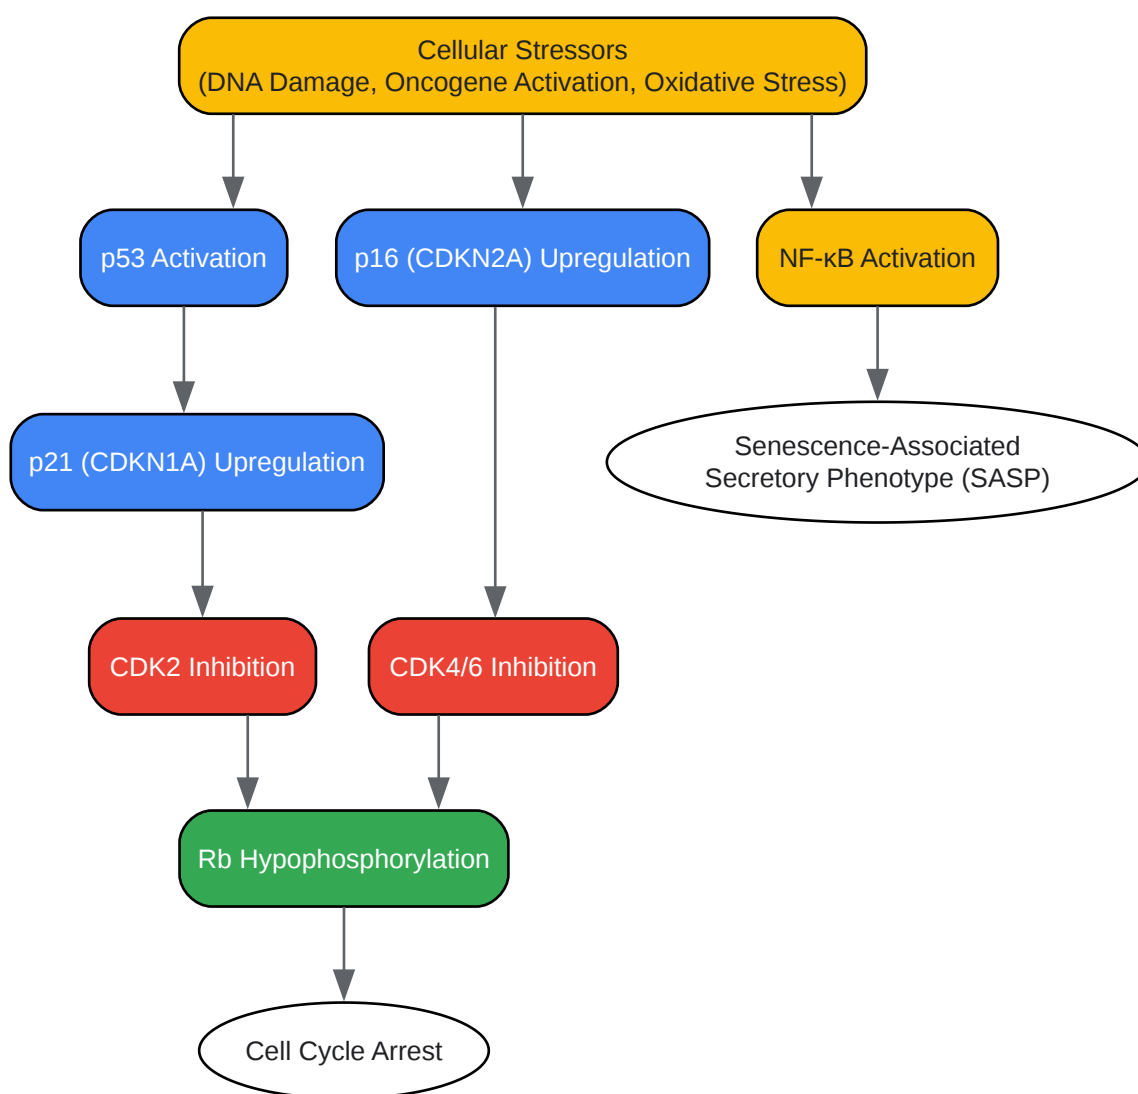 Cellular Stressors
(DNA Damage, Oncogene Activation, Oxidative Stress)
p53 Activation
p16 (CDKN2A) Upregulation
NF-κB Activation
p21 (CDKN1A) Upregulation
Senescence-Associated
Secretory Phenotype (SASP)
CDK2 Inhibition
CDK4/6 Inhibition
Rb Hypophosphorylation
Cell Cycle Arrest